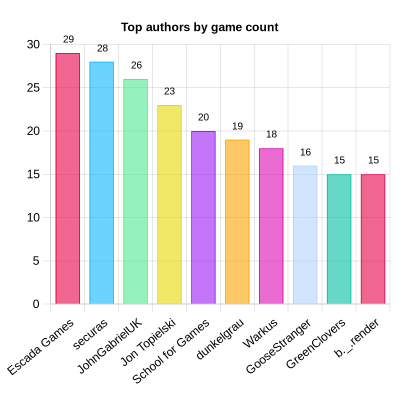 Top authors by game count
30
25
20
15
10
5
0
29
28
26
23
20
19
18
16
15
15
Escada Games
securas
JohnGabrielUK
Jon Topielski
School for Games
dunkelgrau
Warkus
GooseStranger
GreenClovers
b._.render